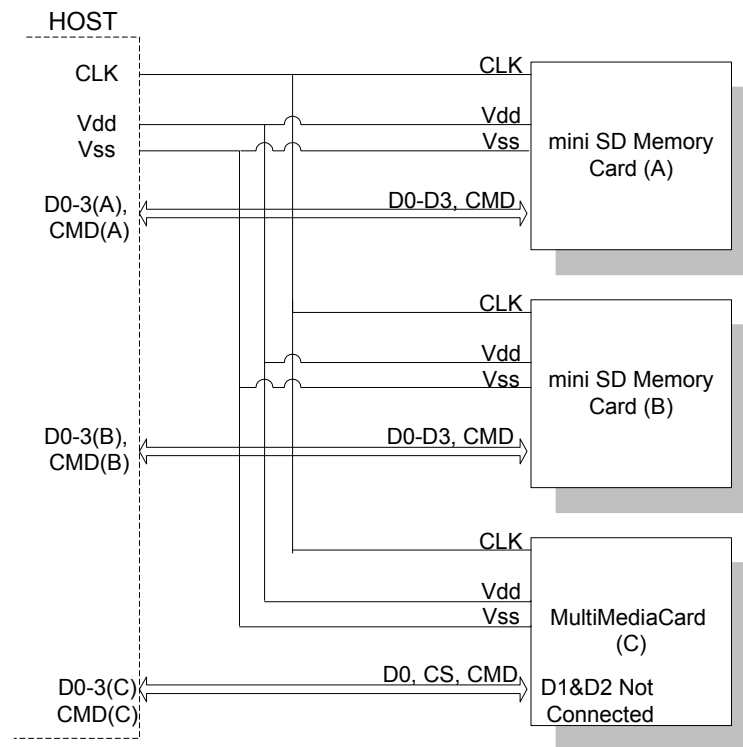 HOST
CLK
CLK
Vdd
Vdd
Vss
Vss
mini SD Memory
Card (A)
D0-3(A),
CMD(A)
D0-D3, CMD
CLK
Vdd
Vss
mini SD Memory
Card (B)
D0-3(B),
CMD(B)
D0-D3, CMD
CLK
Vdd
Vss
MultiMediaCard
(C)
D0-3(C)
CMD(C)
D0, CS, CMD
D1&D2 Not
Connected